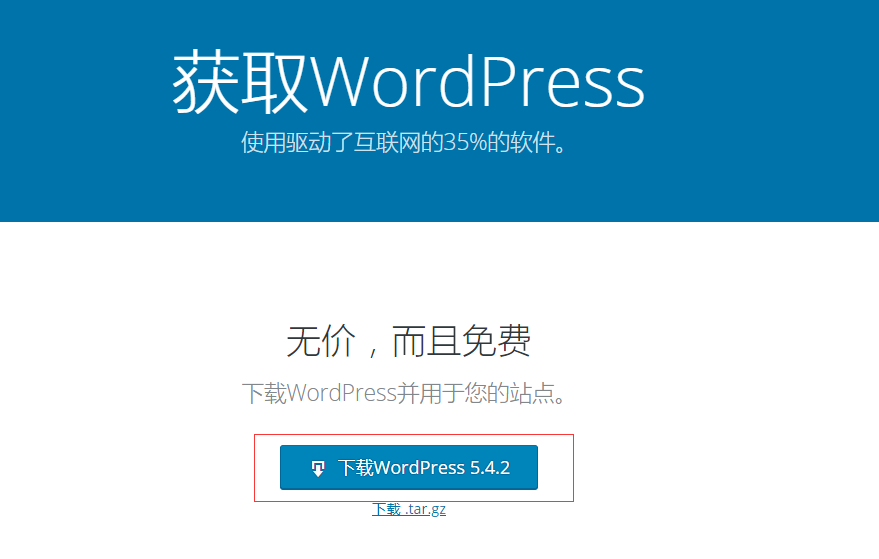 获取WordPress
使用驱动了互联网的35%的软件。
无价，而且免费
下载WordPress并用于您的站点。
下载WordPress 5.4.2
下载 .tar.gz